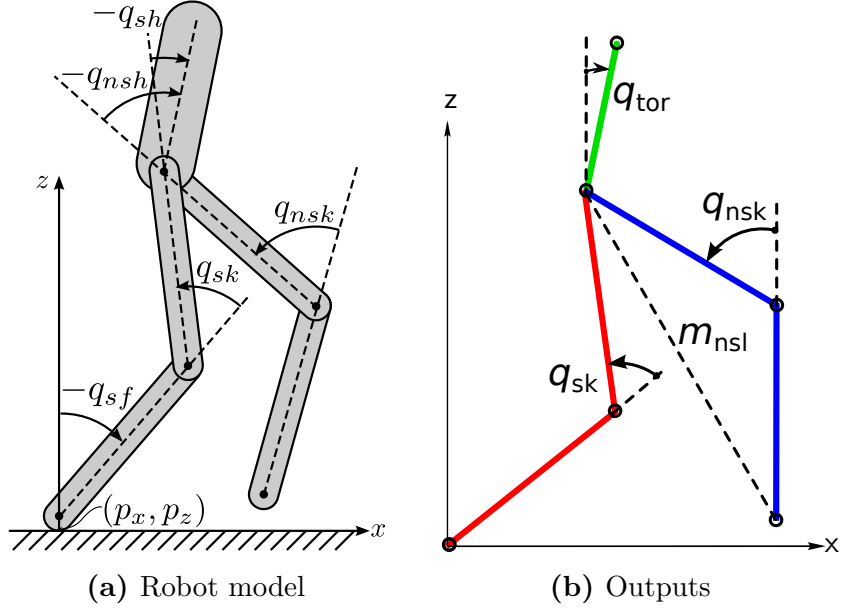 −q_sh
−q_nsh
z
q_nsk
q_sk
−q_sf
(p_x, p_z)
x
(a) Robot model
z
q_tor
q_nsk
m_nsl
q_sk
x
(b) Outputs